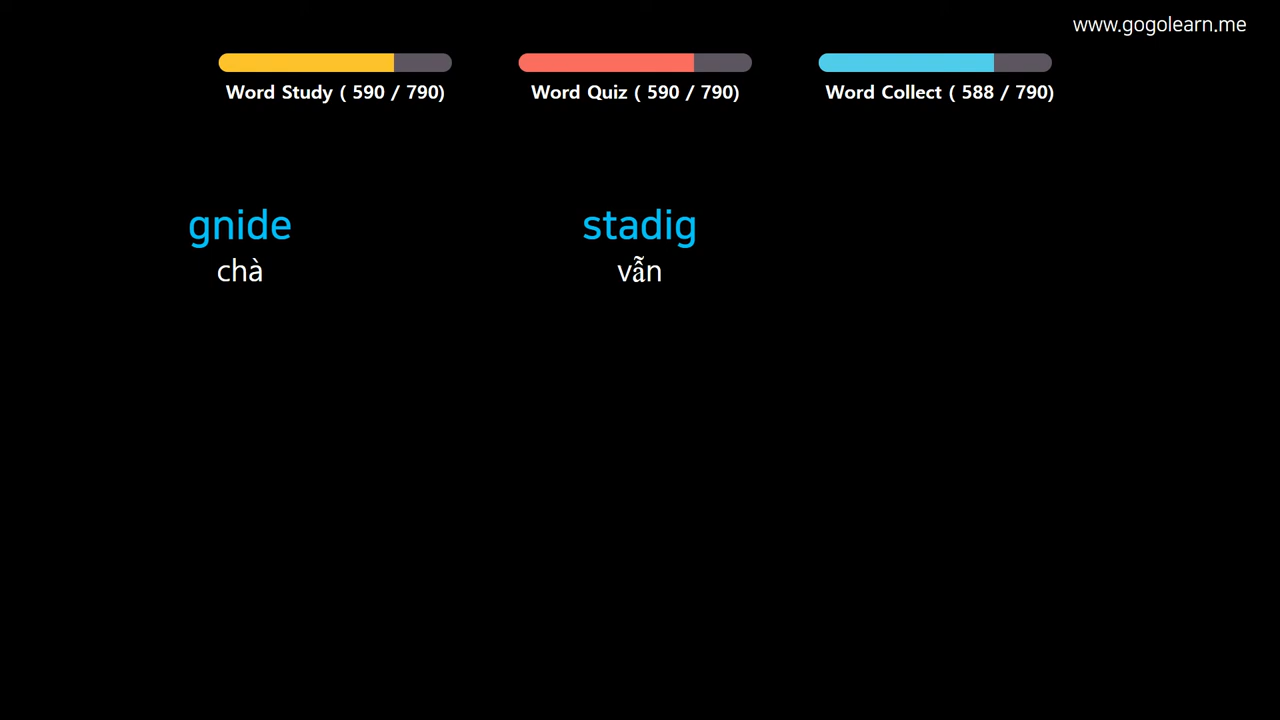 www.gogolearn.me
Word Study ( 590 / 790)
Word Quiz ( 590 / 790)
Word Collect ( 588 / 790)
gnide
chà
stadig
vẫn